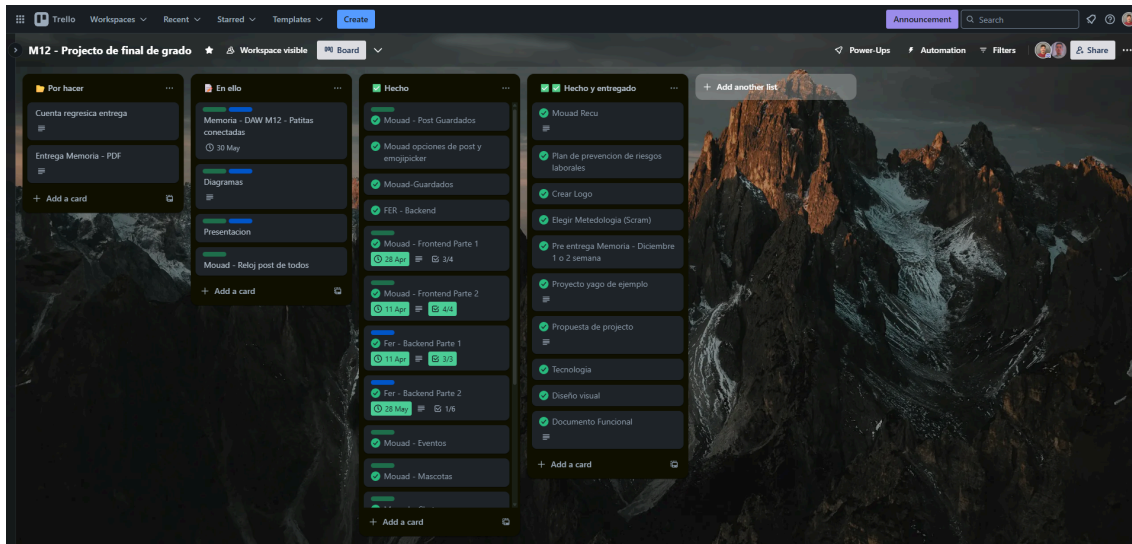 Trello
Workspaces
Recent
Starred
Templates
Create
Announcement
Search
M12 - Projecto de final de grado
Workspace visible
Board
Power-Ups
Automation
Filters
Share
Por hacer
Cuenta regresica entrega
Entrega Memoria - PDF
+ Add a card
En ello
Memoria - DAW M12 - Patitas
conectadas
30 May
Diagramas
Presentacion
Mouad - Reloj post de todos
+ Add a card
Hecho
Mouad - Post Guardados
Mouad opciones de post y
emojipicker
Mouad-Guardados
FER - Backend
Mouad - Frontend Parte 1
28 Apr 3/4
Mouad - Frontend Parte 2
11 Apr 4/4
Fer - Backend Parte 1
11 Apr 3/3
Fer - Backend Parte 2
28 May 1/6
Mouad - Eventos
Mouad - Mascotas
+ Add a card
Hecho y entregado
Mouad Recu
Plan de prevencion de riesgos
laborales
Crear Logo
Elegir Metedologia (Scram)
Pre entrega Memoria - Diciembre
1 o 2 semana
Proyecto yago de ejemplo
Propuesta de projecto
Tecnologia
Diseño visual
Documento Funcional
+ Add a card
+ Add another list